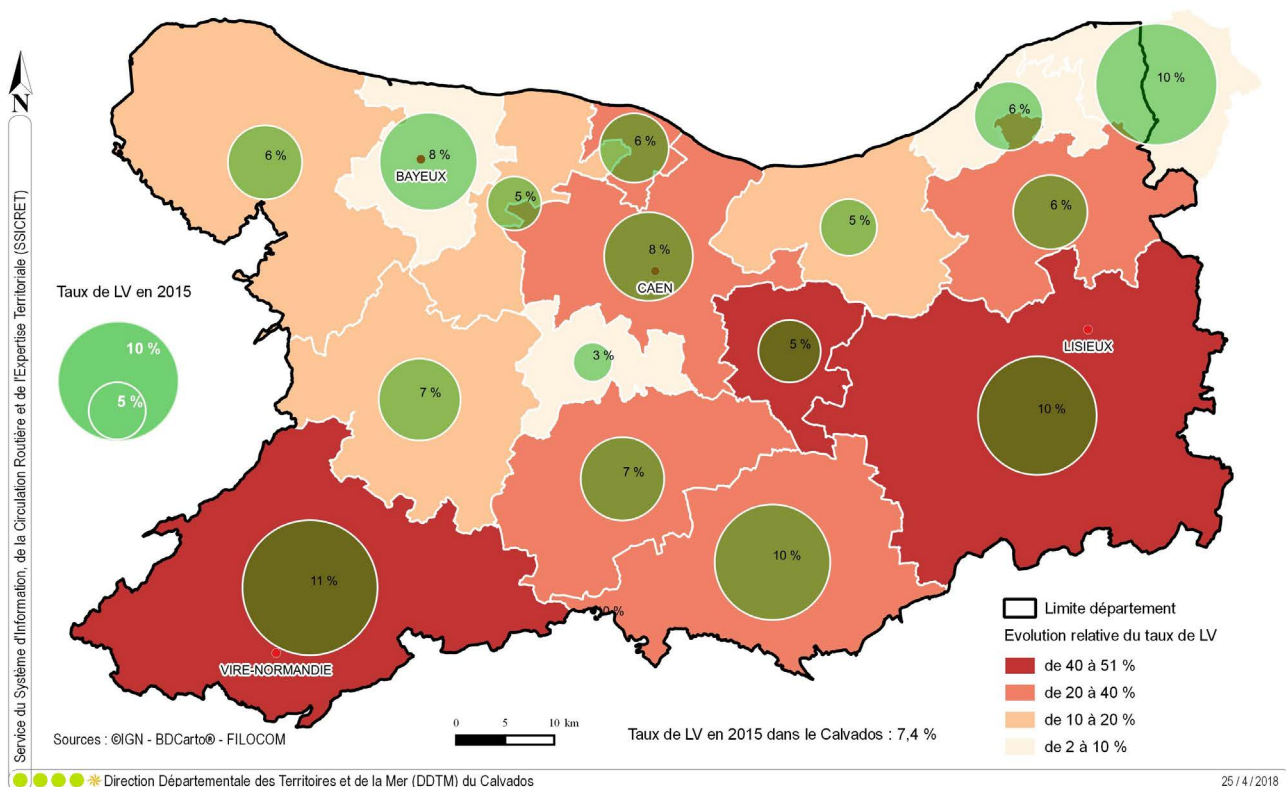 N
Service du Système d'Information, de la Circulation Routière et de l'Expertise Territoriale (SSICRET)
10 %
6 %
6 %
6 %
8 %
BAYEUX
5 %
6 %
5 %
8 %
CAEN
Taux de LV en 2015
10 %
5 %
3 %
5 %
LISIEUX
7 %
10 %
7 %
10 %
11 %
VIRE-NORMANDIE
Limite département
Evolution relative du taux de LV
de 40 à 51 %
de 20 à 40 %
de 10 à 20 %
de 2 à 10 %
0 5 10 km
Taux de LV en 2015 dans le Calvados : 7,4 %
Sources : ©IGN - BDCarto® - FILOCOM
Direction Départementale des Territoires et de la Mer (DDTM) du Calvados
25 / 4 / 2018